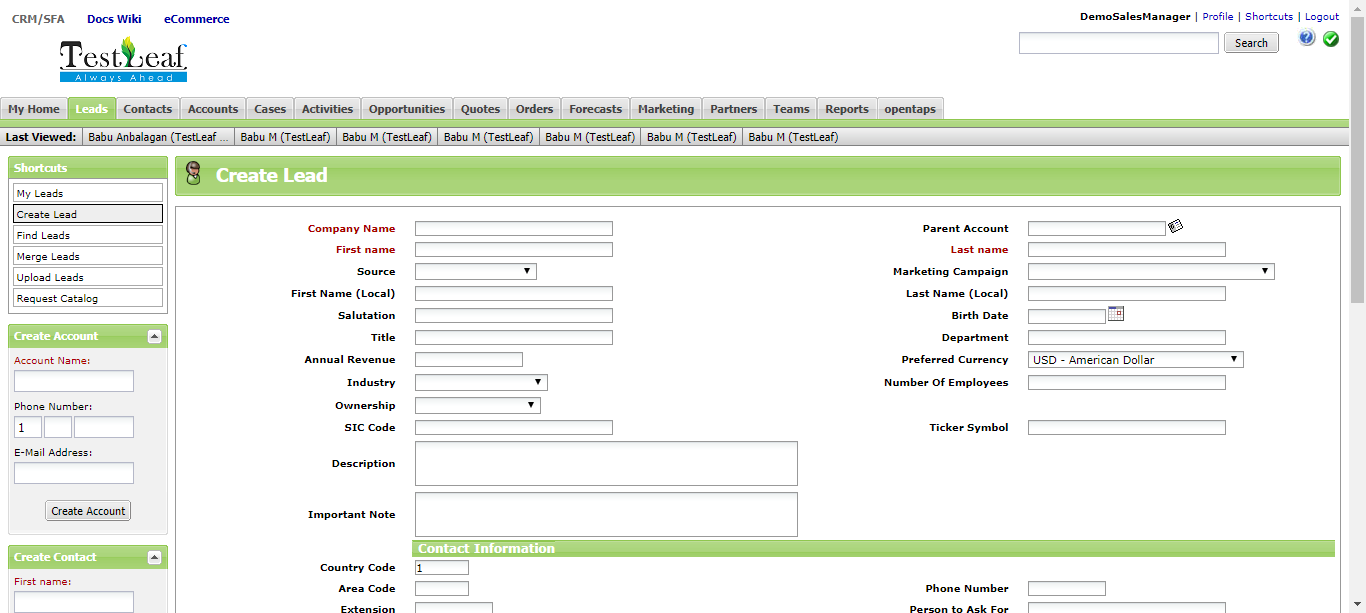 CRM/SFA Docs Wiki eCommerce
DemoSalesManager | Profile | Shortcuts | Logout
TestLeaf
Always Ahead
Search
My Home Leads Contacts Accounts Cases Activities Opportunities Quotes Orders Forecasts Marketing Partners Teams Reports opentaps
Last Viewed: Babu Anbalagan (TestLeaf ... Babu M (TestLeaf) Babu M (TestLeaf) Babu M (TestLeaf) Babu M (TestLeaf) Babu M (TestLeaf) Babu M (TestLeaf)
Shortcuts
My Leads
Create Lead
Find Leads
Merge Leads
Upload Leads
Request Catalog
Create Account
Account Name:
Phone Number:
1
E-Mail Address:
Create Account
Create Contact
First name:
Create Lead
Company Name Parent Account
First name Last name
Source Marketing Campaign
First Name (Local) Last Name (Local)
Salutation Birth Date
Title Department
Annual Revenue Preferred Currency USD - American Dollar
Industry Number Of Employees
Ownership
SIC Code Ticker Symbol
Description
Important Note
Contact Information
Country Code 1
Area Code Phone Number
Extension Person to Ask For